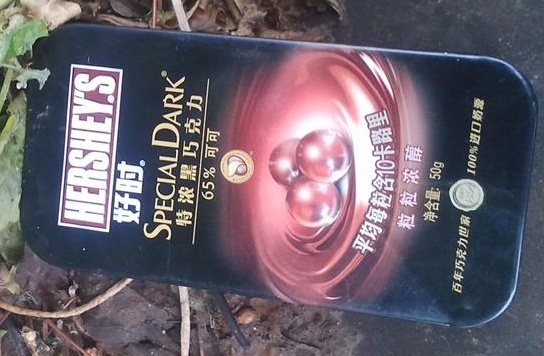 HERSHEY'S
好时®
SPECIAL DARK®
特浓黑巧克力
65% 可可
平均每粒含10卡路里
粒粒浓醇
净含量: 50g
百年巧克力世家
100%进口奶源